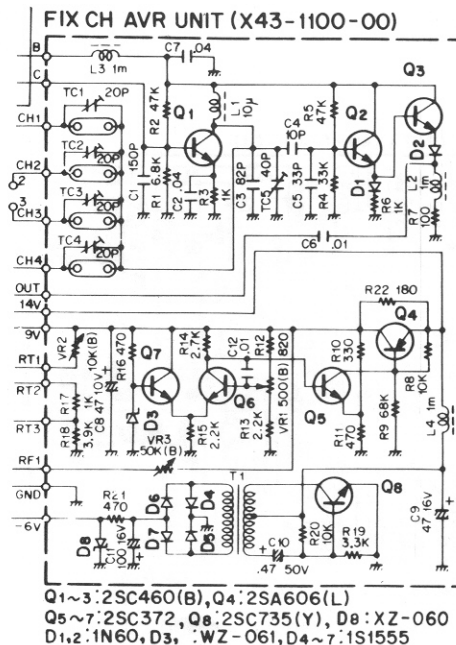 FIX CH AVR UNIT (X43-1100-00)
B
C7 .04
L3 1m
C
TC1 20P
R2 47K
Q1
L1 10μ
C4 10P
R5 47K
Q2
Q3
CH1
TC2 20P
CH2
2
TC3 20P
3
CH3
TC4 20P
CH4
C1 150P
R1 6.8K
C2 .04
R3 1K
C3 82P
TC5 40P
C5 33P
R4 33K
D1
R6 1K
D2
L2 1m
R7 100
C6 .01
OUT
14V
9V
R22 180
Q4
RT1
VR2 10K(B)
RT2
R17 1K
RT3
R18 3.9K
C8 47 10V
R16 470
Q7
R14 2.7K
C12 .01
R12 820
D3
R15 2.2K
Q6
R13 2.2K
VR1 500(B)
Q5
R10 330
R11 470
R9 68K
R8 10K
L4 1m
VR3 50K(B)
RF1
GND
-6V
R21 470
D8
C11 100 16V
D6
D4
D7
D5
T1
C10 .47 50V
Q8
R20 10K
R19 3.3K
C9 47 16V
Q1~3:2SC460(B),Q4:2SA606(L)
Q5~7:2SC372,Q8:2SC735(Y), D8:XZ-060
D1,2:1N60,D3, :WZ-061,D4~7:1S1555